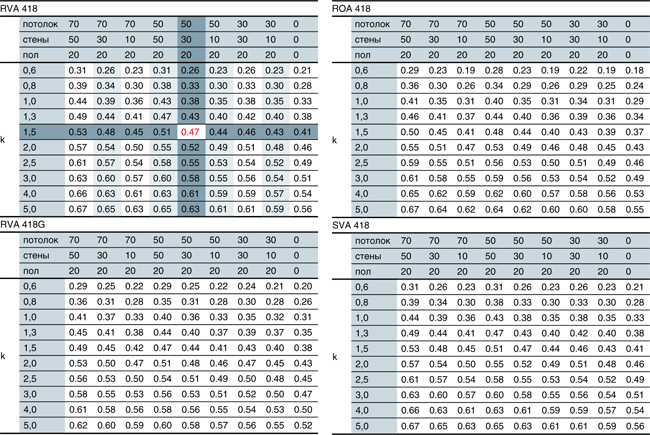 RVA 418
потолок 70 70 70 50 50 50 30 30 0
стены 50 30 10 50 30 10 30 10 0
пол 20 20 20 20 20 20 20 20 0
k
0,6 0.31 0.26 0.23 0.31 0.26 0.23 0.26 0.23 0.21
0,8 0.39 0.34 0.30 0.38 0.33 0.30 0.33 0.30 0.28
1,0 0.44 0.39 0.36 0.43 0.38 0.35 0.38 0.35 0.33
1,3 0.49 0.44 0.41 0.47 0.43 0.40 0.42 0.39 0.38
1,5 0.53 0.48 0.45 0.51 0.47 0.44 0.46 0.43 0.41
2,0 0.57 0.54 0.50 0.55 0.52 0.49 0.51 0.48 0.46
2,5 0.61 0.57 0.54 0.58 0.55 0.53 0.54 0.52 0.49
3,0 0.63 0.60 0.57 0.60 0.58 0.55 0.56 0.54 0.51
4,0 0.66 0.63 0.61 0.63 0.61 0.59 0.59 0.57 0.54
5,0 0.67 0.65 0.63 0.65 0.63 0.61 0.61 0.59 0.56
ROA 418
потолок 70 70 70 50 50 50 30 30 0
стены 50 30 10 50 30 10 30 10 0
пол 20 20 20 20 20 20 20 20 0
k
0,6 0.29 0.23 0.19 0.28 0.23 0.19 0.22 0.19 0.18
0,8 0.36 0.30 0.26 0.34 0.29 0.26 0.29 0.25 0.24
1,0 0.41 0.35 0.31 0.40 0.35 0.31 0.34 0.31 0.29
1,3 0.46 0.41 0.37 0.44 0.40 0.36 0.39 0.36 0.34
1,5 0.50 0.45 0.41 0.48 0.44 0.40 0.43 0.39 0.37
2,0 0.55 0.51 0.47 0.53 0.49 0.46 0.48 0.45 0.43
2,5 0.59 0.55 0.51 0.56 0.53 0.50 0.51 0.49 0.46
3,0 0.61 0.58 0.55 0.59 0.56 0.53 0.54 0.52 0.49
4,0 0.65 0.62 0.59 0.62 0.60 0.57 0.58 0.56 0.53
5,0 0.67 0.64 0.62 0.64 0.62 0.60 0.60 0.58 0.55
RVA 418G
потолок 70 70 70 50 50 50 30 30 0
стены 50 30 10 50 30 10 30 10 0
пол 20 20 20 20 20 20 20 20 0
k
0,6 0.29 0.25 0.22 0.29 0.25 0.22 0.24 0.21 0.20
0,8 0.36 0.31 0.28 0.35 0.31 0.28 0.30 0.28 0.26
1,0 0.41 0.37 0.33 0.40 0.36 0.33 0.35 0.32 0.31
1,3 0.45 0.41 0.38 0.44 0.40 0.37 0.39 0.37 0.35
1,5 0.49 0.45 0.42 0.47 0.44 0.41 0.43 0.40 0.38
2,0 0.53 0.50 0.47 0.51 0.48 0.46 0.47 0.45 0.43
2,5 0.56 0.53 0.50 0.54 0.51 0.49 0.50 0.48 0.45
3,0 0.58 0.55 0.53 0.56 0.53 0.51 0.52 0.50 0.47
4,0 0.61 0.58 0.56 0.58 0.56 0.55 0.54 0.53 0.50
5,0 0.62 0.60 0.59 0.60 0.58 0.57 0.56 0.55 0.52
SVA 418
потолок 70 70 70 50 50 50 30 30 0
стены 50 30 10 50 30 10 30 10 0
пол 20 20 20 20 20 20 20 20 0
k
0,6 0.31 0.26 0.23 0.31 0.26 0.23 0.26 0.23 0.21
0,8 0.39 0.34 0.30 0.38 0.33 0.30 0.33 0.30 0.28
1,0 0.44 0.39 0.36 0.43 0.38 0.35 0.38 0.35 0.33
1,3 0.49 0.44 0.41 0.47 0.43 0.40 0.42 0.40 0.38
1,5 0.53 0.48 0.45 0.51 0.47 0.44 0.46 0.43 0.41
2,0 0.57 0.54 0.50 0.55 0.52 0.49 0.51 0.48 0.46
2,5 0.61 0.57 0.54 0.58 0.55 0.53 0.54 0.52 0.49
3,0 0.63 0.60 0.57 0.60 0.58 0.55 0.56 0.54 0.51
4,0 0.66 0.63 0.61 0.63 0.61 0.59 0.59 0.57 0.54
5,0 0.67 0.65 0.63 0.65 0.63 0.61 0.61 0.59 0.56